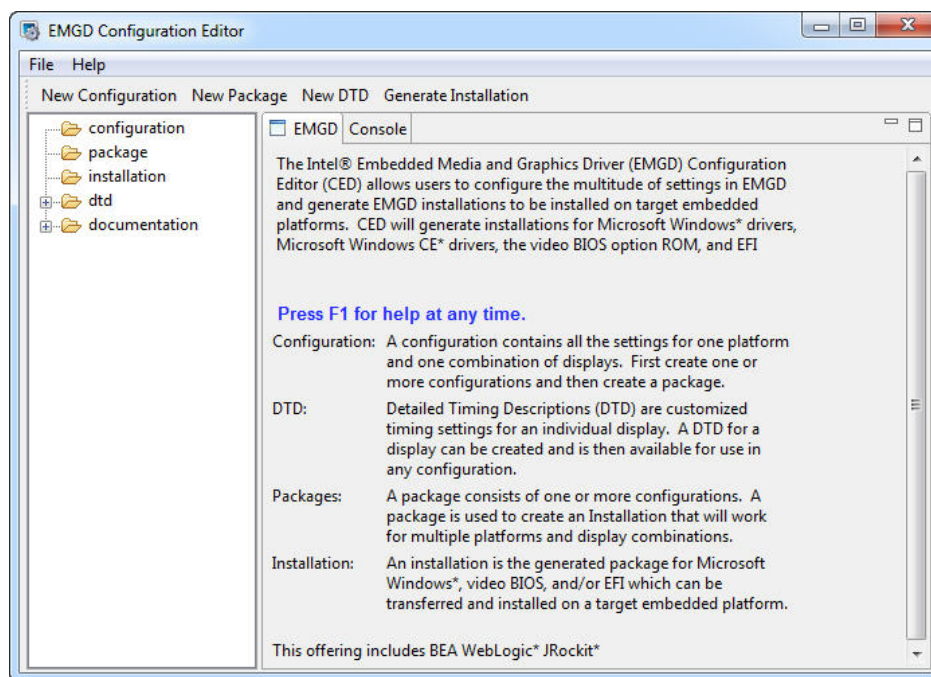 EMGD Configuration Editor
File Help
New Configuration New Package New DTD Generate Installation
configuration
package
installation
dtd
documentation
EMGD Console
The Intel® Embedded Media and Graphics Driver (EMGD) Configuration
Editor (CED) allows users to configure the multitude of settings in EMGD
and generate EMGD installations to be installed on target embedded
platforms. CED will generate installations for Microsoft Windows* drivers,
Microsoft Windows CE* drivers, the video BIOS option ROM, and EFI
Press F1 for help at any time.
Configuration: A configuration contains all the settings for one platform
and one combination of displays. First create one or
more configurations and then create a package.
DTD: Detailed Timing Descriptions (DTD) are customized
timing settings for an individual display. A DTD for a
display can be created and is then available for use in
any configuration.
Packages: A package consists of one or more configurations. A
package is used to create an Installation that will work
for multiple platforms and display combinations.
Installation: An installation is the generated package for Microsoft
Windows*, video BIOS, and/or EFI which can be
transferred and installed on a target embedded platform.
This offering includes BEA WebLogic* JRockit*